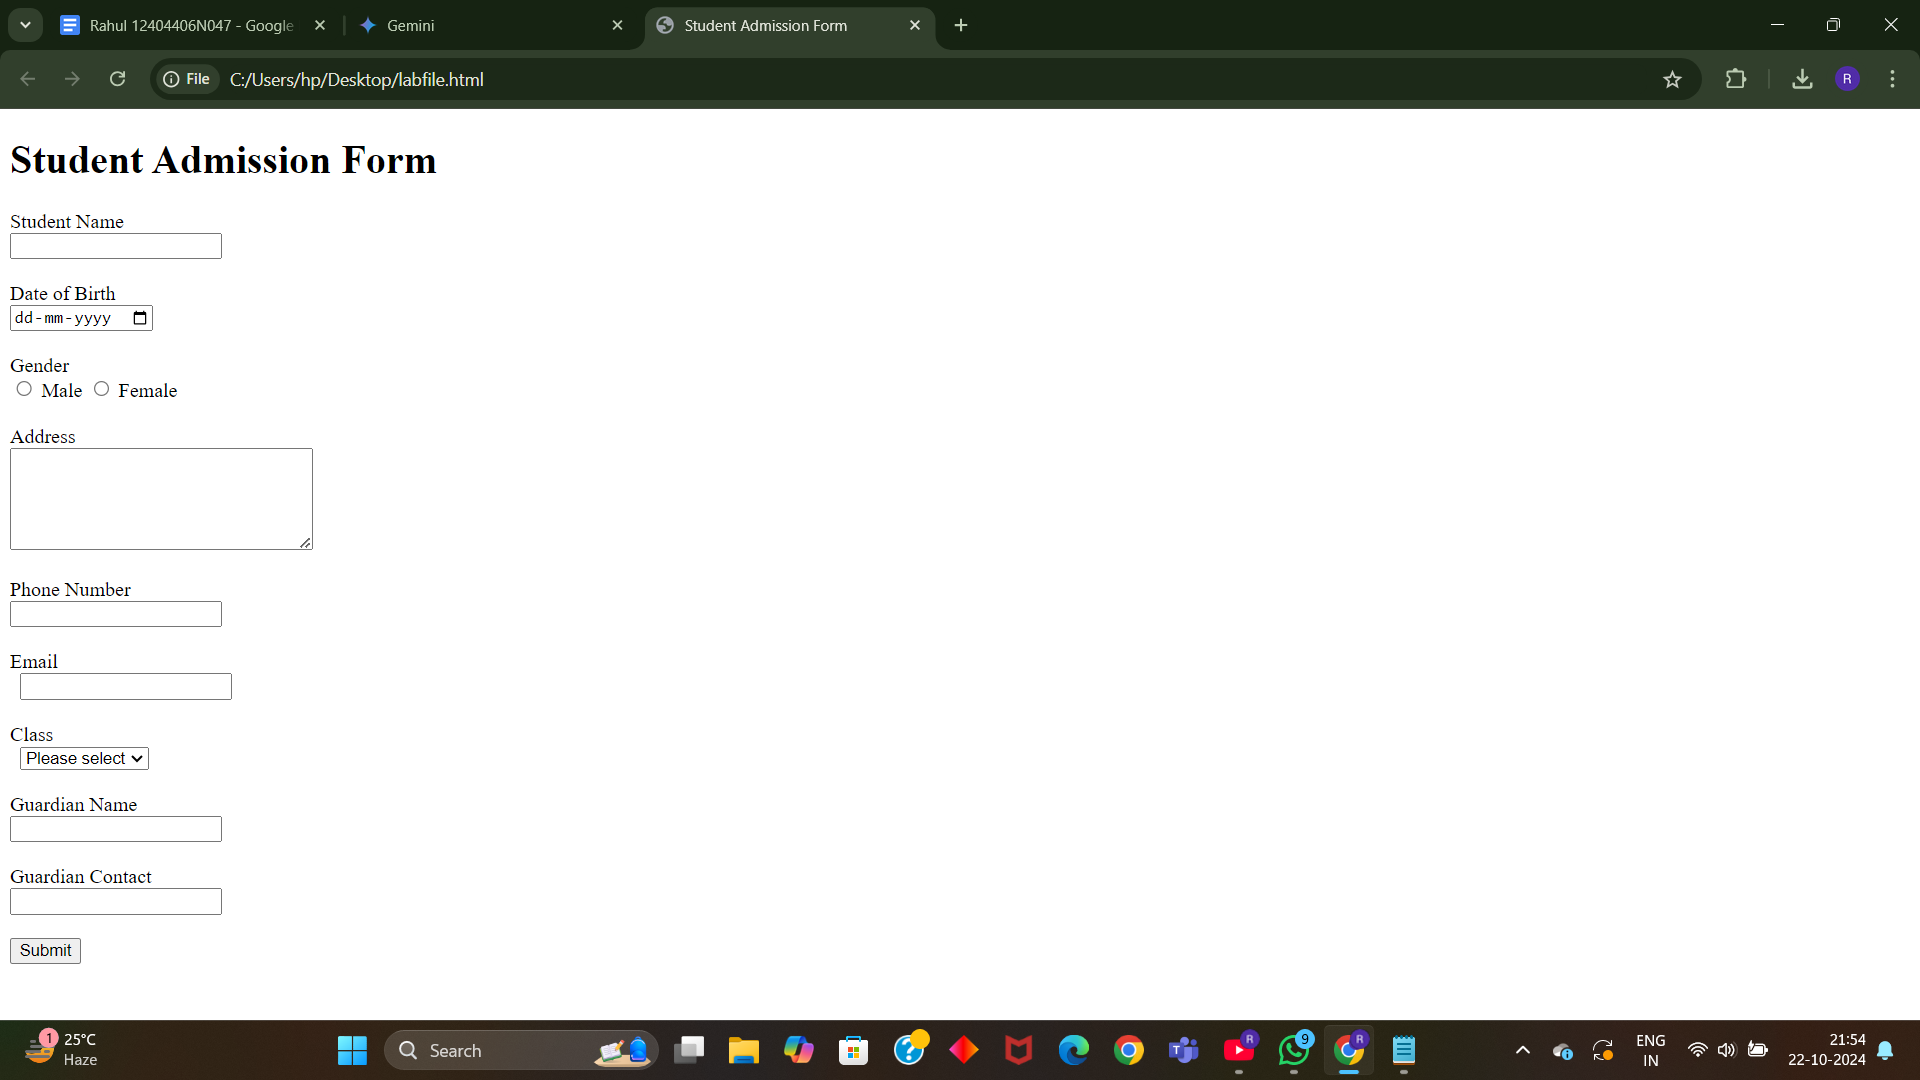 Rahul 12404406N047 - Google
Gemini
Student Admission Form
File
C:/Users/hp/Desktop/labfile.html
R
Student Admission Form
Student Name
Date of Birth
dd-mm-yyyy
Gender
Male Female
Address
Phone Number
Email
Class
Please select
Guardian Name
Guardian Contact
Submit
1
25°C
Haze
Search
R
9
R
ENG
IN
21:54
22-10-2024